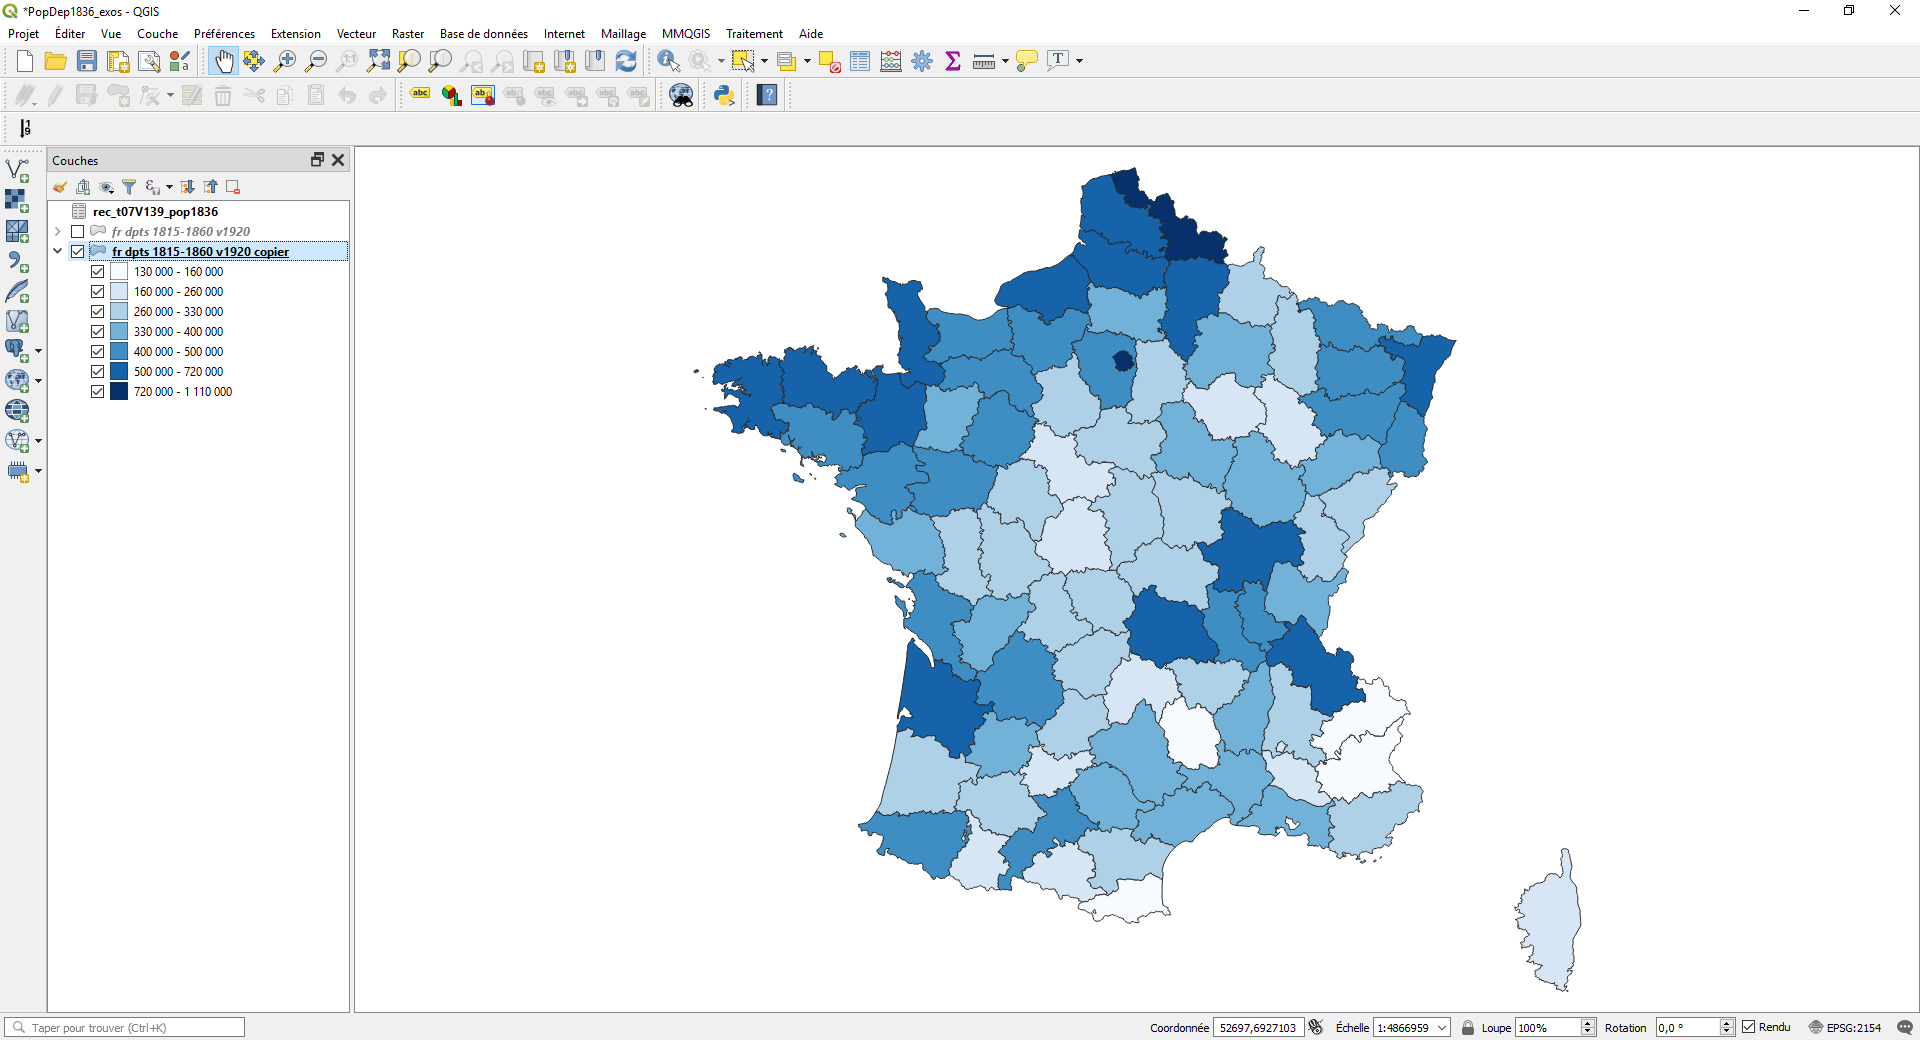 *PopDep1836_exos - QGIS
Projet Éditer Vue Couche Préférences Extension Vecteur Raster Base de données Internet Maillage MMQGIS Traitement Aide
Couches
rec_t07V139_pop1836
fr dpts 1815-1860 v1920
fr dpts 1815-1860 v1920 copier
130 000 - 160 000
160 000 - 260 000
260 000 - 330 000
330 000 - 400 000
400 000 - 500 000
500 000 - 720 000
720 000 - 1 110 000
Taper pour trouver (Ctrl+K) Coordonnée 52697,6927103 Échelle 1:4866959 Loupe 100% Rotation 0,0 ° Rendu EPSG:2154